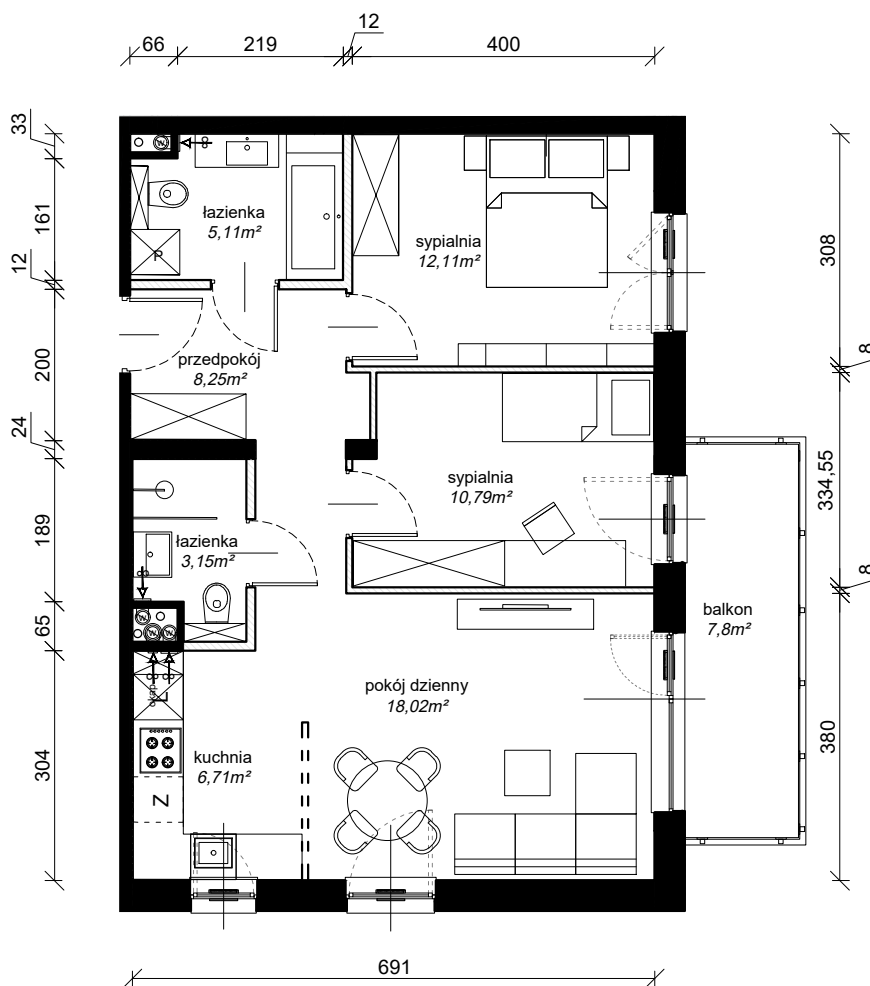 12
66
219
400
33
161
12
200
24
189
65
304
308
8
334,55
8
380
691
łazienka
5,11m²
sypialnia
12,11m²
P
przedpokój
8,25m²
sypialnia
10,79m²
łazienka
3,15m²
balkon
7,8m²
pokój dzienny
18,02m²
okap
L
kuchnia
6,71m²
Z